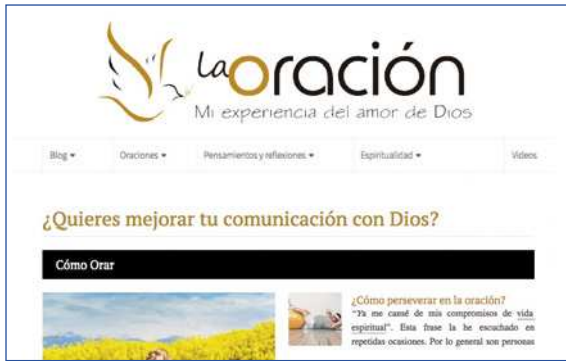 la oración
Mi experiencia del amor de Dios
Blog
Oraciones
Pensamientos y reflexiones
Espiritualidad
Videos
¿Quieres mejorar tu comunicación con Dios?
Cómo Orar
¿Cómo perseverar en la oración?
"Ya me cansé de mis compromisos de vida
espiritual". Esta frase la he escuchado en
repetidas ocasiones. Por lo general son personas